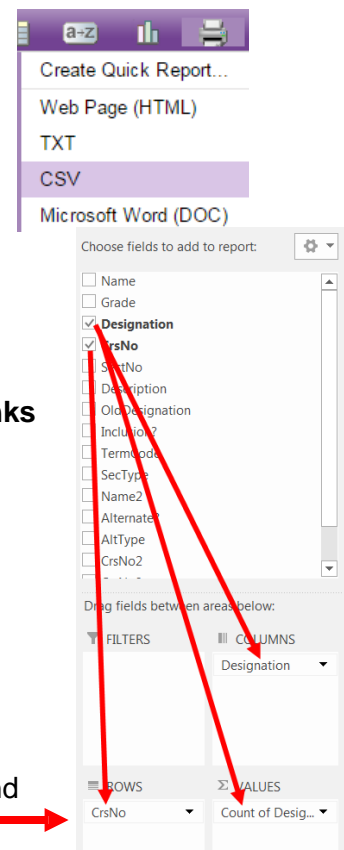 a→z
Create Quick Report...
Web Page (HTML)
TXT
CSV
Microsoft Word (DOC)
Choose fields to add to report:
Name
Grade
Designation
CrsNo
SectNo
Description
OldDesignation
Inclusion?
TermCode
SecType
Name2
Alternate?
AltType
CrsNo2
Drag fields between areas below:
FILTERS
COLUMNS
Designation
ROWS
Σ VALUES
CrsNo
Count of Desig...